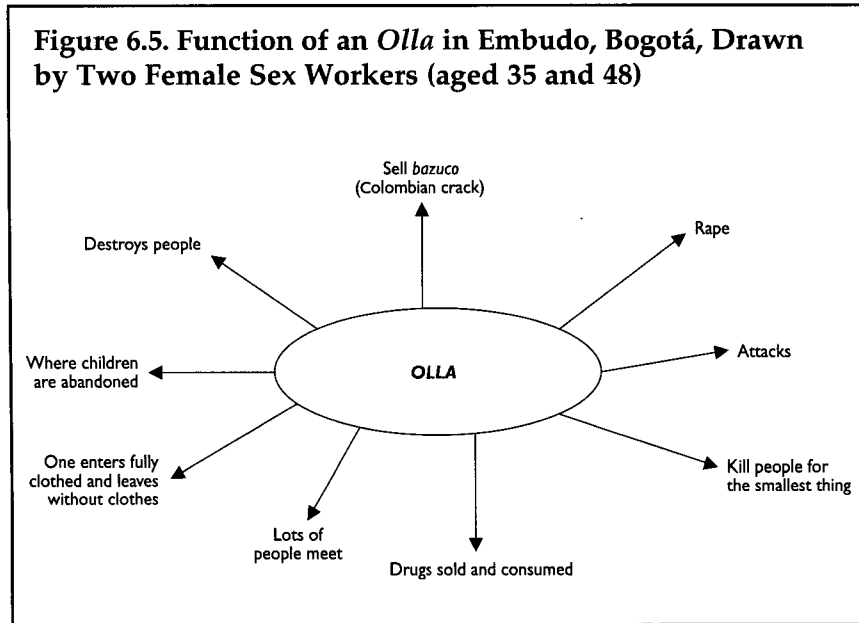 Figure 6.5. Function of an Olla in Embudo, Bogotá, Drawn
by Two Female Sex Workers (aged 35 and 48)
Sell bazuco
(Colombian crack)
Rape
Destroys people
Attacks
Where children
are abandoned
OLLA
One enters fully
clothed and leaves
without clothes
Kill people for
the smallest thing
Lots of
people meet
Drugs sold and consumed